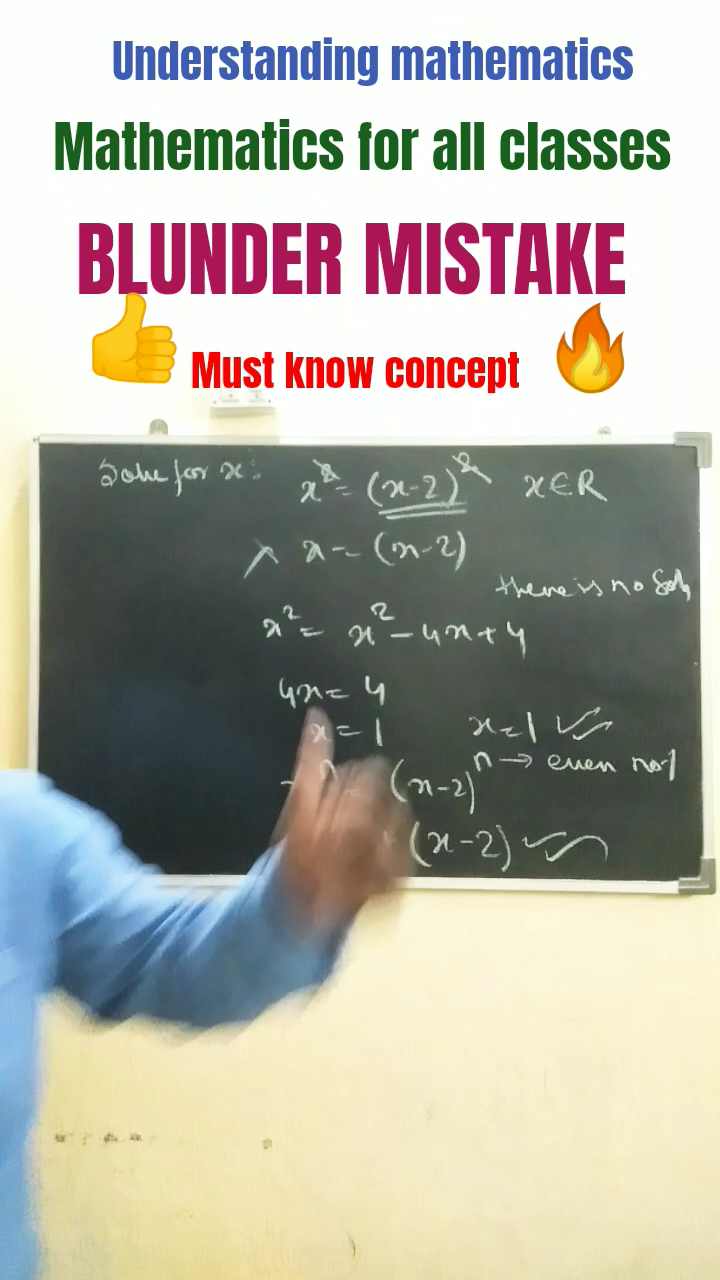 Understanding mathematics
Mathematics for all classes
BLUNDER MISTAKE
Must know concept
Solve for x: x² = (x-2)² x∈R
x = (x-2)
there is no Soln
x² = x² - 4x + 4
4x = 4
x = 1 x = 1
n → even no1
(x-2)ⁿ
(x-2)